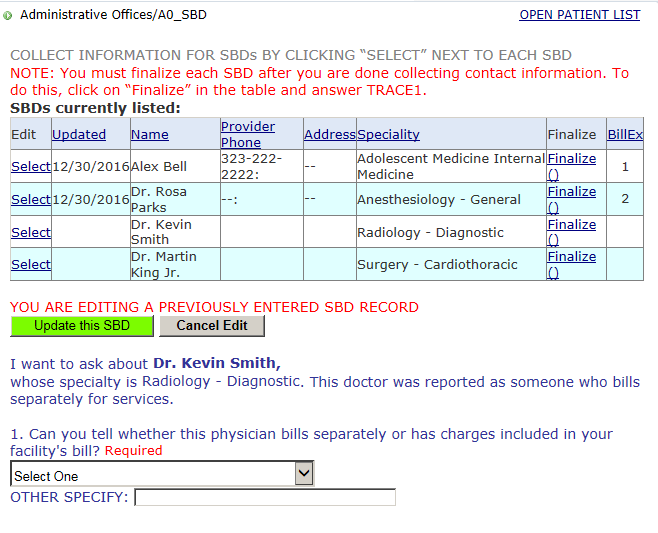 Administrative Offices/A0_SBD
OPEN PATIENT LIST
COLLECT INFORMATION FOR SBDs BY CLICKING “SELECT” NEXT TO EACH SBD
NOTE: You must finalize each SBD after you are done collecting contact information. To
do this, click on “Finalize” in the table and answer TRACE1.
SBDs currently listed:
Edit Updated Name Provider Phone Address Speciality Finalize BillEx
Select 12/30/2016 Alex Bell 323-222-2222: -- Adolescent Medicine Internal Medicine Finalize () 1
Select 12/30/2016 Dr. Rosa Parks --: -- Anesthesiology - General Finalize () 2
Select Dr. Kevin Smith Radiology - Diagnostic Finalize ()
Select Dr. Martin King Jr. Surgery - Cardiothoracic Finalize ()
YOU ARE EDITING A PREVIOUSLY ENTERED SBD RECORD
Update this SBD Cancel Edit
I want to ask about Dr. Kevin Smith,
whose specialty is Radiology - Diagnostic. This doctor was reported as someone who bills
separately for services.
1. Can you tell whether this physician bills separately or has charges included in your
facility's bill? Required
Select One
OTHER SPECIFY: